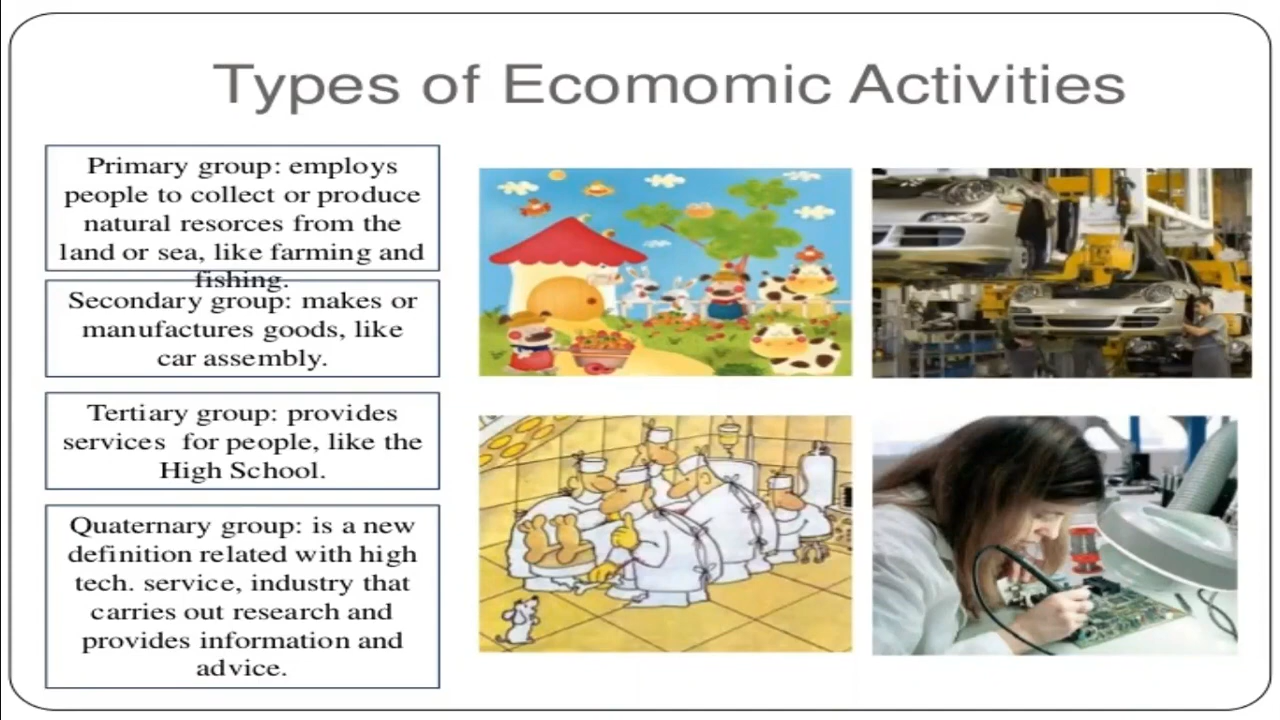 Types of Ecomomic Activities
Primary group: employs
people to collect or produce
natural resorces from the
land or sea, like farming and
fishing.
Secondary group: makes or
manufactures goods, like
car assembly.
Tertiary group: provides
services for people, like the
High School.
Quaternary group: is a new
definition related with high
tech. service, industry that
carries out research and
provides information and
advice.